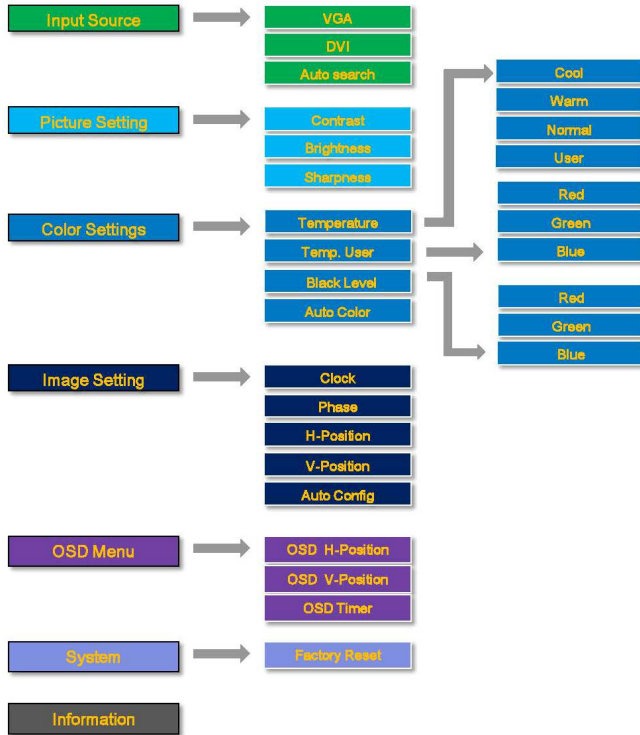 Input Source
VGA
DVI
Auto search
Picture Setting
Contrast
Brightness
Sharpness
Color Settings
Temperature
Temp. User
Black Level
Auto Color
Cool
Warm
Normal
User
Red
Green
Blue
Red
Green
Blue
Image Setting
Clock
Phase
H-Position
V-Position
Auto Config
OSD Menu
OSD H-Position
OSD V-Position
OSD Timer
System
Factory Reset
Information